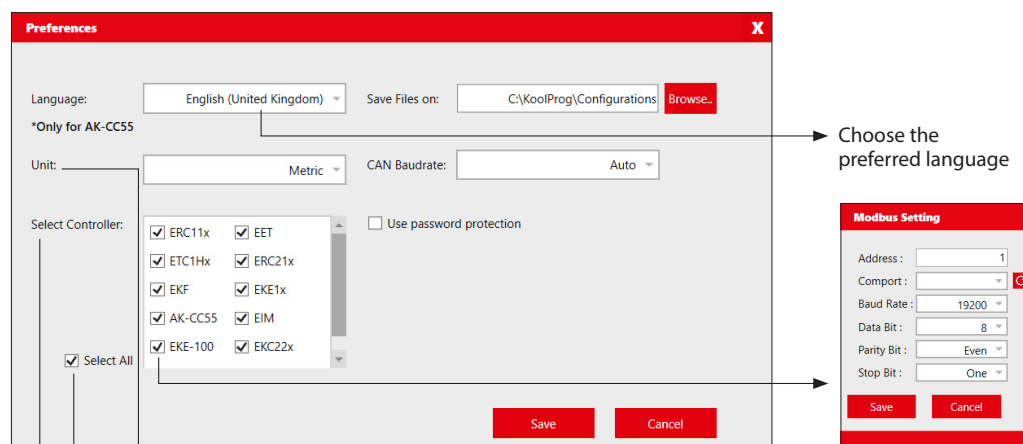 Preferences X
Language: English (United Kingdom) Save Files on: C:\KoolProg\Configurations Browse..
*Only for AK-CC55
Unit: Metric CAN Baudrate: Auto
Select Controller: Use password protection
ERC11x EET
ETC1Hx ERC21x
EKF EKE1x
AK-CC55 EIM
EKE-100 EKC22x
Select All
Save Cancel
Choose the
preferred language
Modbus Setting
Address : 1
Comport :
Baud Rate : 19200
Data Bit : 8
Parity Bit : Even
Stop Bit : One
Save Cancel